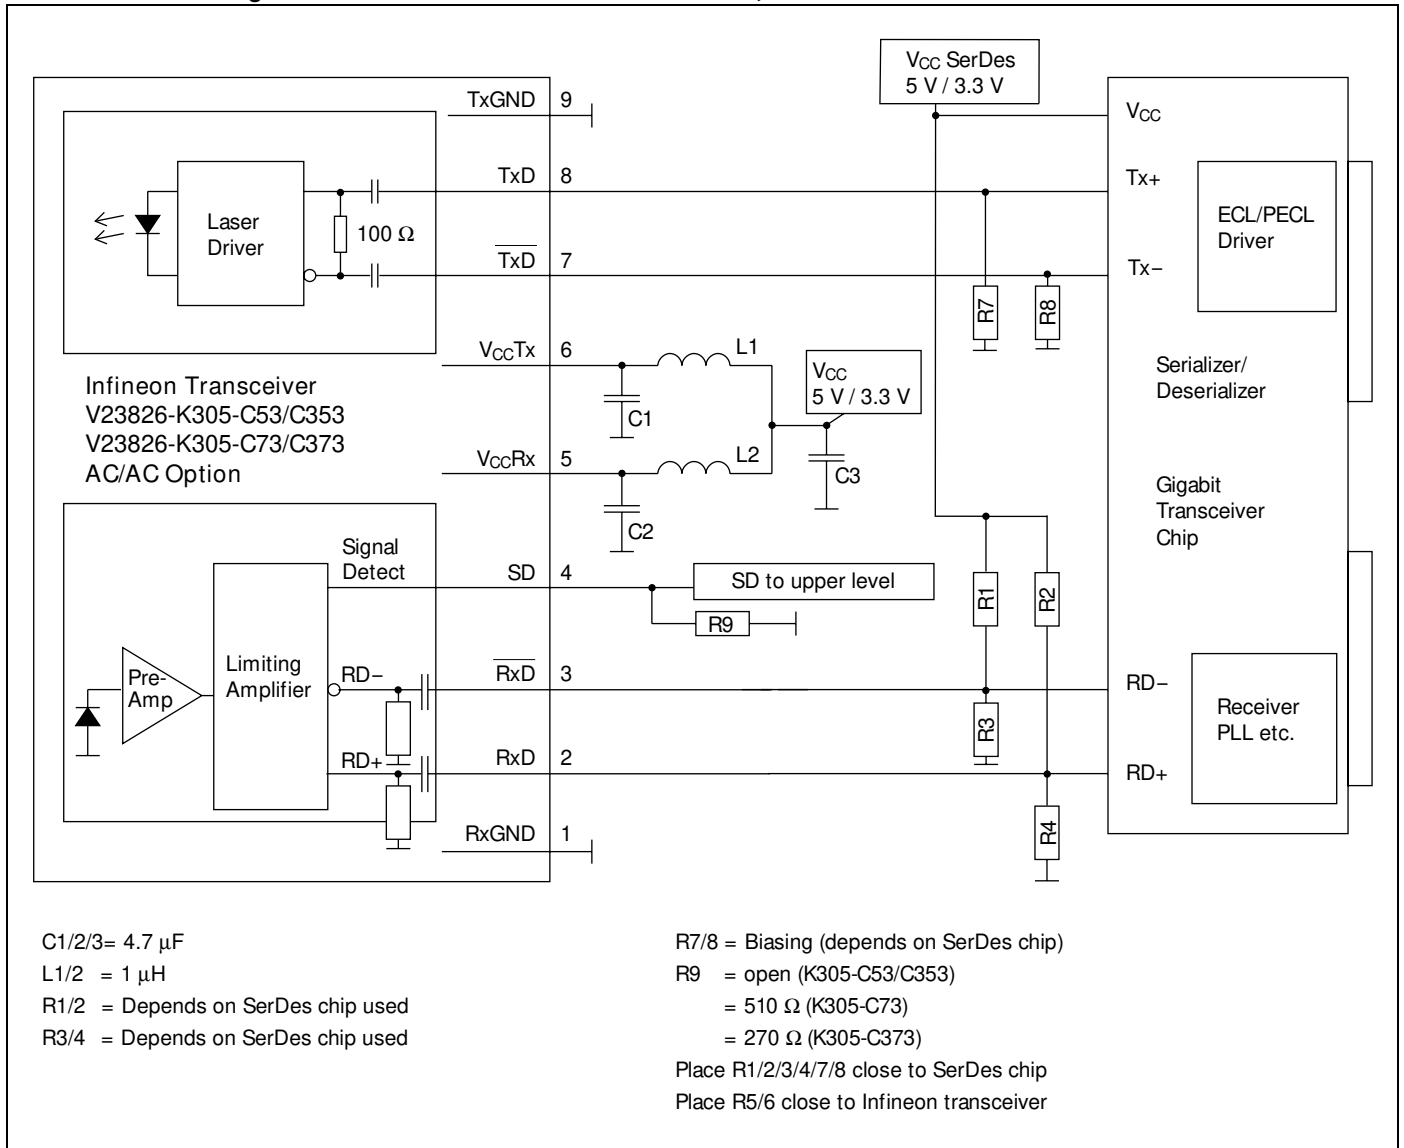 V_CC SerDes
5 V / 3.3 V
TxGND 9
V_CC
TxD 8
Tx+
Laser
Driver
100 Ω
ECL/PECL
Driver
T̅x̅D̅ 7
Tx−
R7
R8
V_CCTx 6
L1
V_CC
5 V / 3.3 V
Serializer/
Deserializer
Infineon Transceiver
V23826-K305-C53/C353
V23826-K305-C73/C373
AC/AC Option
C1
V_CCRx 5
L2
C3
C2
Gigabit
Transceiver
Chip
Signal
Detect
SD 4
SD to upper level
R9
R1
R2
Pre-
Amp
Limiting
Amplifier
RD−
R̅x̅D̅ 3
RD−
R3
Receiver
PLL etc.
RD+
RxD 2
RD+
R4
RxGND 1
C1/2/3= 4.7 μF
L1/2 = 1 μH
R1/2 = Depends on SerDes chip used
R3/4 = Depends on SerDes chip used
R7/8 = Biasing (depends on SerDes chip)
R9 = open (K305-C53/C353)
= 510 Ω (K305-C73)
= 270 Ω (K305-C373)
Place R1/2/3/4/7/8 close to SerDes chip
Place R5/6 close to Infineon transceiver